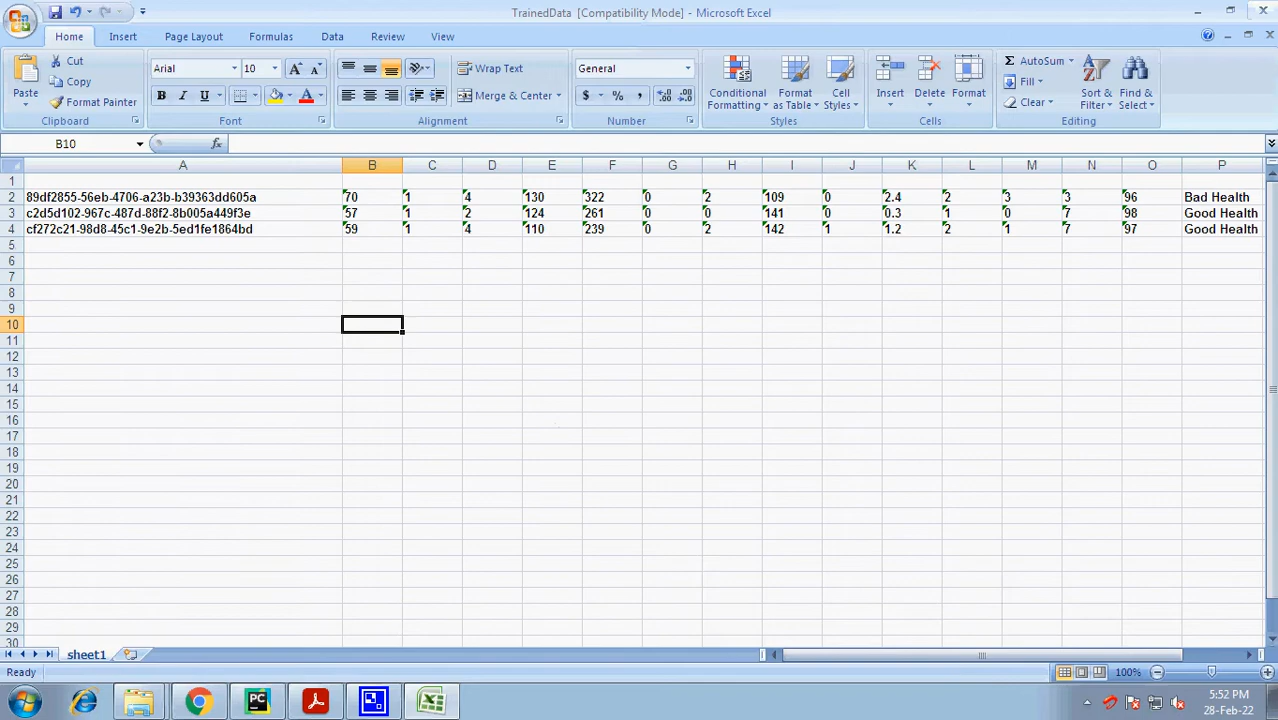 TrainedData [Compatibility Mode] - Microsoft Excel
Home Insert Page Layout Formulas Data Review View
Paste Cut Copy Format Painter Clipboard
Arial 10 B I U Font
Wrap Text Merge & Center Alignment
General $ % , Number
Conditional Formatting Format as Table Cell Styles Styles
Insert Delete Format Cells
Σ AutoSum Fill Clear Sort & Filter Find & Select Editing
B10 fx
A B C D E F G H I J K L M N O P
1
2 89df2855-56eb-4706-a23b-b39363dd605a 70 1 4 130 322 0 2 109 0 2.4 2 3 3 96 Bad Health
3 c2d5d102-967c-487d-88f2-8b005a449f3e 57 1 2 124 261 0 0 141 0 0.3 1 0 7 98 Good Health
4 cf272c21-98d8-45c1-9e2b-5ed1fe1864bd 59 1 4 110 239 0 2 142 1 1.2 2 1 7 97 Good Health
5
6
7
8
9
10
11
12
13
14
15
16
17
18
19
20
21
22
23
24
25
26
27
28
29
30
sheet1
Ready 100%
PC
5:52 PM
28-Feb-22